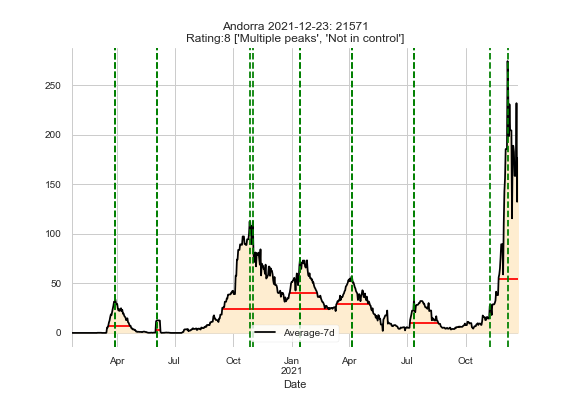 Andorra 2021-12-23: 21571
Rating:8 ['Multiple peaks', 'Not in control']
250
200
150
100
50
0
Average-7d
Apr Jul Oct Jan Apr Jul Oct
2021
Date